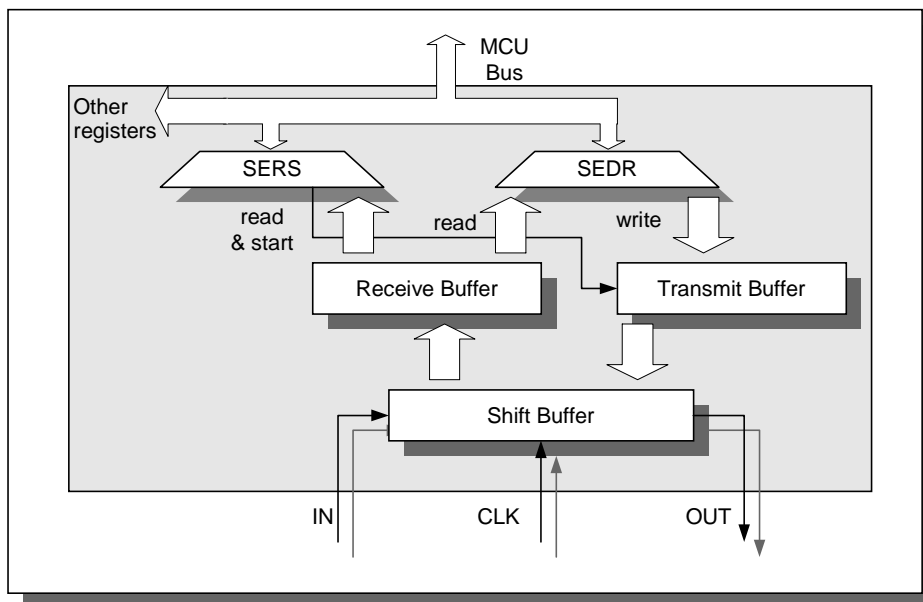 MCU
Bus
Other
registers
SERS
SEDR
read
& start
read
write
Receive Buffer
Transmit Buffer
Shift Buffer
IN
CLK
OUT